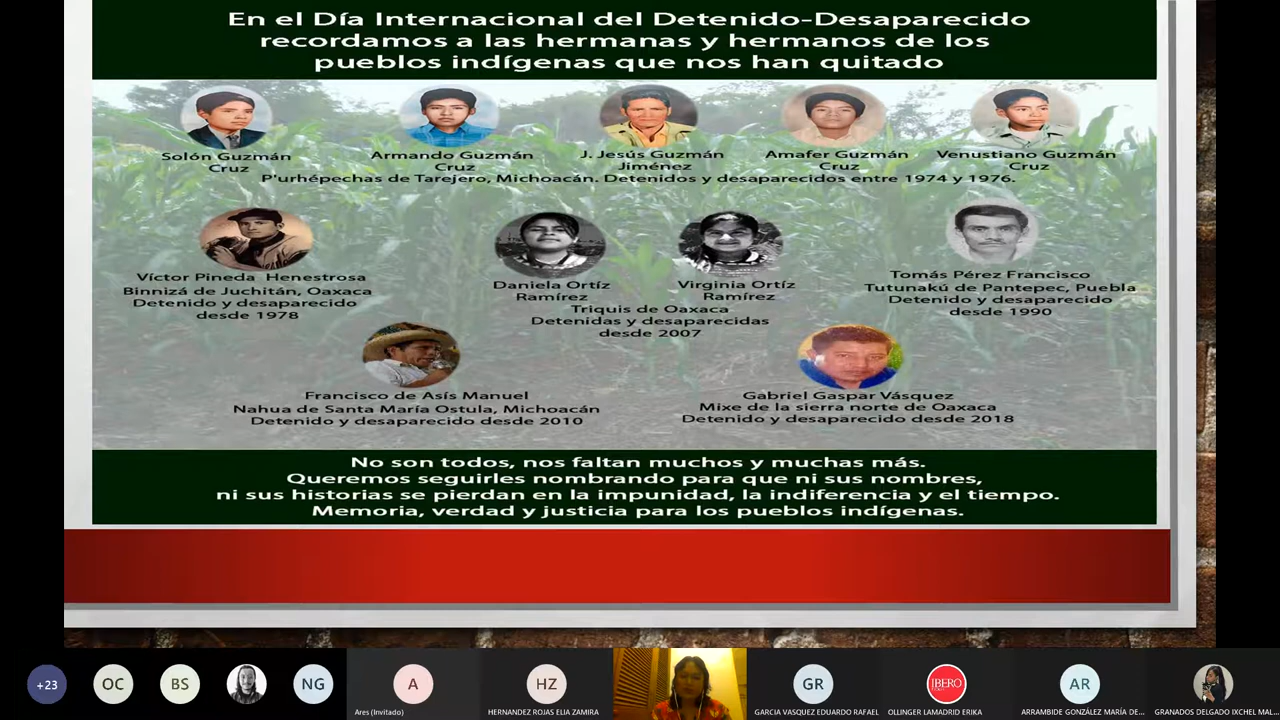 En el Día Internacional del Detenido-Desaparecido
recordamos a las hermanas y hermanos de los
pueblos indígenas que nos han quitado
Solón Guzmán
Cruz
Armando Guzmán
Cruz
J. Jesús Guzmán
Jiménez
Amafer Guzmán
Cruz
Venustiano Guzmán
Cruz
P'urhépechas de Tarejero, Michoacán. Detenidos y desaparecidos entre 1974 y 1976.
Víctor Pineda Henestrosa
Binnizá de Juchitán, Oaxaca
Detenido y desaparecido
desde 1978
Daniela Ortíz
Ramírez
Virginia Ortíz
Ramírez
Triquis de Oaxaca
Detenidas y desaparecidas
desde 2007
Tomás Pérez Francisco
Tutunakú de Pantepec, Puebla
Detenido y desaparecido
desde 1990
Francisco de Asís Manuel
Nahua de Santa María Ostula, Michoacán
Detenido y desaparecido desde 2010
Gabriel Gaspar Vásquez
Mixe de la sierra norte de Oaxaca
Detenido y desaparecido desde 2018
No son todos, nos faltan muchos y muchas más.
Queremos seguirles nombrando para que ni sus nombres,
ni sus historias se pierdan en la impunidad, la indiferencia y el tiempo.
Memoria, verdad y justicia para los pueblos indígenas.
+23
OC
BS
NG
A
Ares (Invitado)
HZ
HERNANDEZ ROJAS ELIA ZAMIRA
GR
GARCIA VASQUEZ EDUARDO RAFAEL
IBERO
OLLINGER LAMADRID ERIKA
AR
ARRAMBIDE GONZÁLEZ MARÍA DE...
GRANADOS DELGADO IXCHEL MAL...